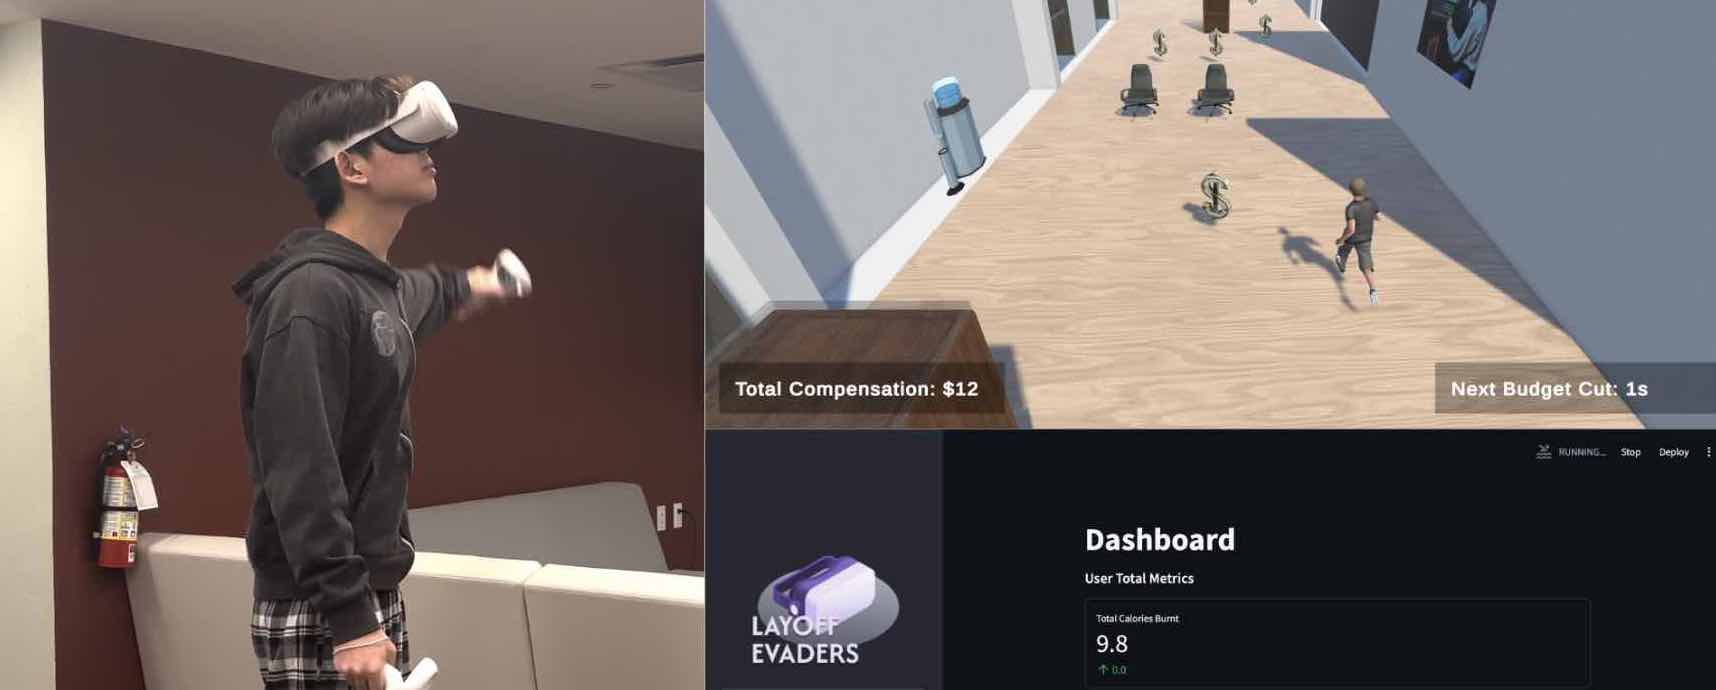 Total Compensation: $12
Next Budget Cut: 1s
RUNNING...
Stop
Deploy
LAYOFF
EVADERS
Dashboard
User Total Metrics
Total Calories Burnt
9.8
0.0